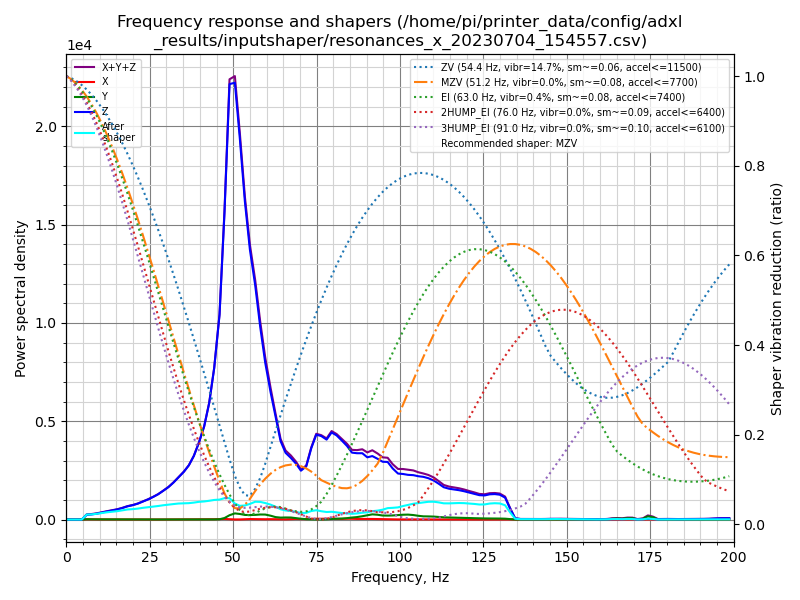 Frequency response and shapers (/home/pi/printer_data/config/adxl
_results/inputshaper/resonances_x_20230704_154557.csv)
1e4
X+Y+Z
X
Y
Z
After
shaper
ZV (54.4 Hz, vibr=14.7%, sm~=0.06, accel<=11500)
MZV (51.2 Hz, vibr=0.0%, sm~=0.08, accel<=7700)
EI (63.0 Hz, vibr=0.4%, sm~=0.08, accel<=7400)
2HUMP_EI (76.0 Hz, vibr=0.0%, sm~=0.09, accel<=6400)
3HUMP_EI (91.0 Hz, vibr=0.0%, sm~=0.10, accel<=6100)
Recommended shaper: MZV
Power spectral density
2.0
1.5
1.0
0.5
0.0
1.0
0.8
0.6
0.4
0.2
0.0
Shaper vibration reduction (ratio)
0 25 50 75 100 125 150 175 200
Frequency, Hz